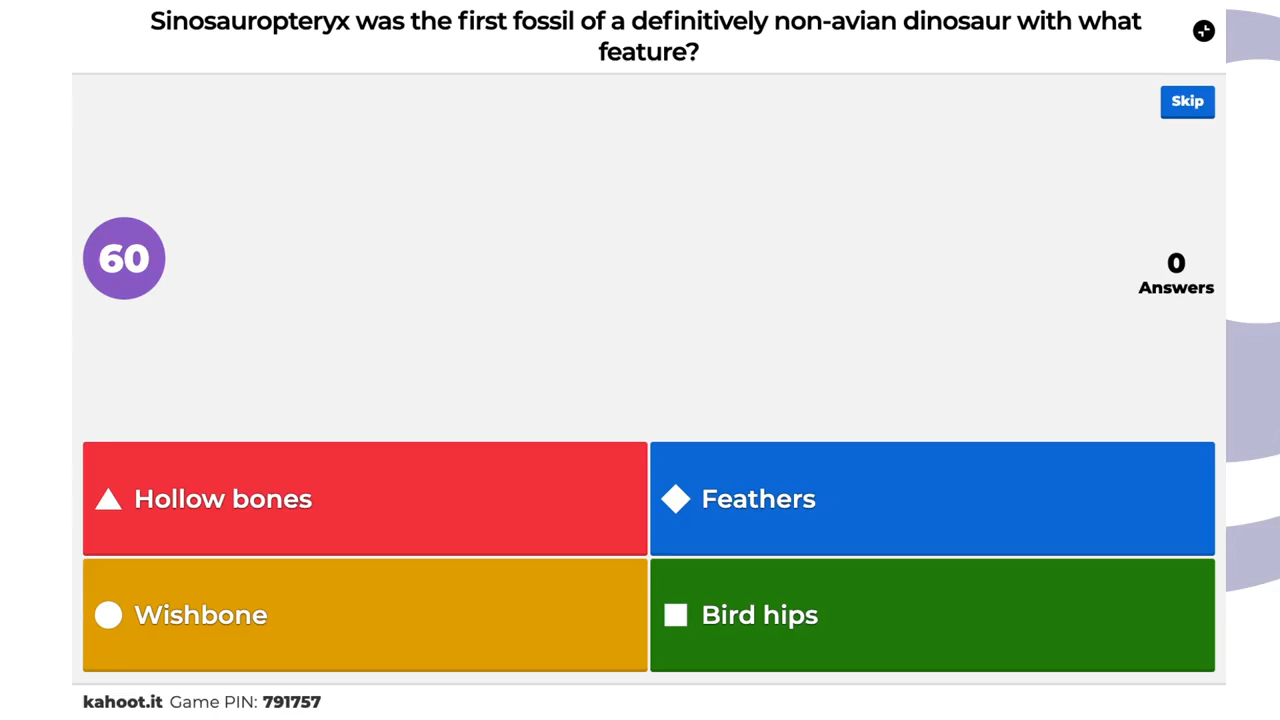 Sinosauropteryx was the first fossil of a definitively non-avian dinosaur with what
feature?
Skip
60
0
Answers
Hollow bones
Feathers
Wishbone
Bird hips
kahoot.it Game PIN: 791757